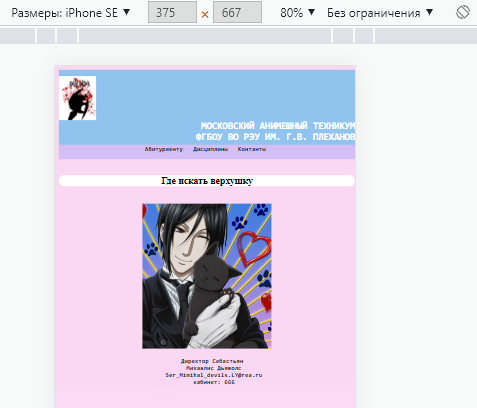 Размеры: iPhone SE ▼ 375 × 667 80% ▼ Без ограничения ▼
МОСКОВСКИЙ АНИМЕШНЫЙ ТЕХНИКУМ
ФГБОУ ВО РЭУ ИМ. Г.В. ПЛЕХАНОВ
Абитуриенту Дисциплины Контакты
Где искать верхушку
Директор Себастьян
Михаэлис Дьяволс
Ser_Mimihal_devils.LY@rea.ru
кабинет: 666